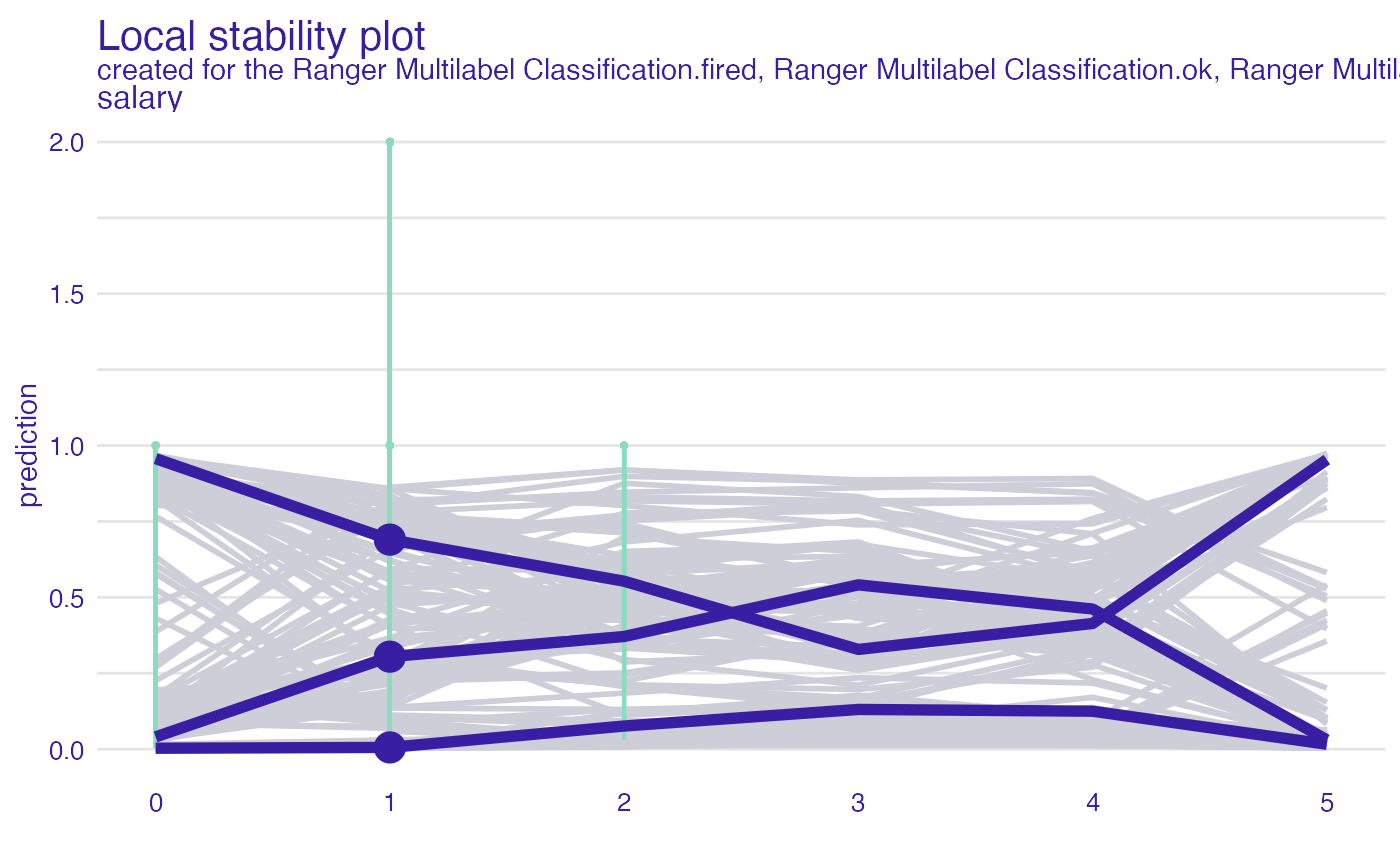 Local stability plot
created for the Ranger Multilabel Classification.fired, Ranger Multilabel Classification.ok, Ranger
salary
2.0
1.5
prediction
1.0
0.5
0.0
0 1 2 3 4 5